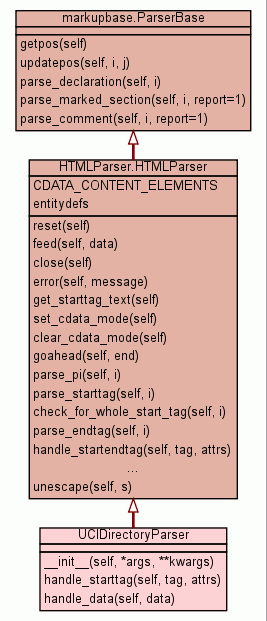 markupbase.ParserBase
getpos(self)
updatepos(self, i, j)
parse_declaration(self, i)
parse_marked_section(self, i, report=1)
parse_comment(self, i, report=1)
HTMLParser.HTMLParser
CDATA_CONTENT_ELEMENTS
entitydefs
reset(self)
feed(self, data)
close(self)
error(self, message)
get_starttag_text(self)
set_cdata_mode(self)
clear_cdata_mode(self)
goahead(self, end)
parse_pi(self, i)
parse_starttag(self, i)
check_for_whole_start_tag(self, i)
parse_endtag(self, i)
handle_startendtag(self, tag, attrs)
...
unescape(self, s)
UCIDirectoryParser
__init__(self, *args, **kwargs)
handle_starttag(self, tag, attrs)
handle_data(self, data)